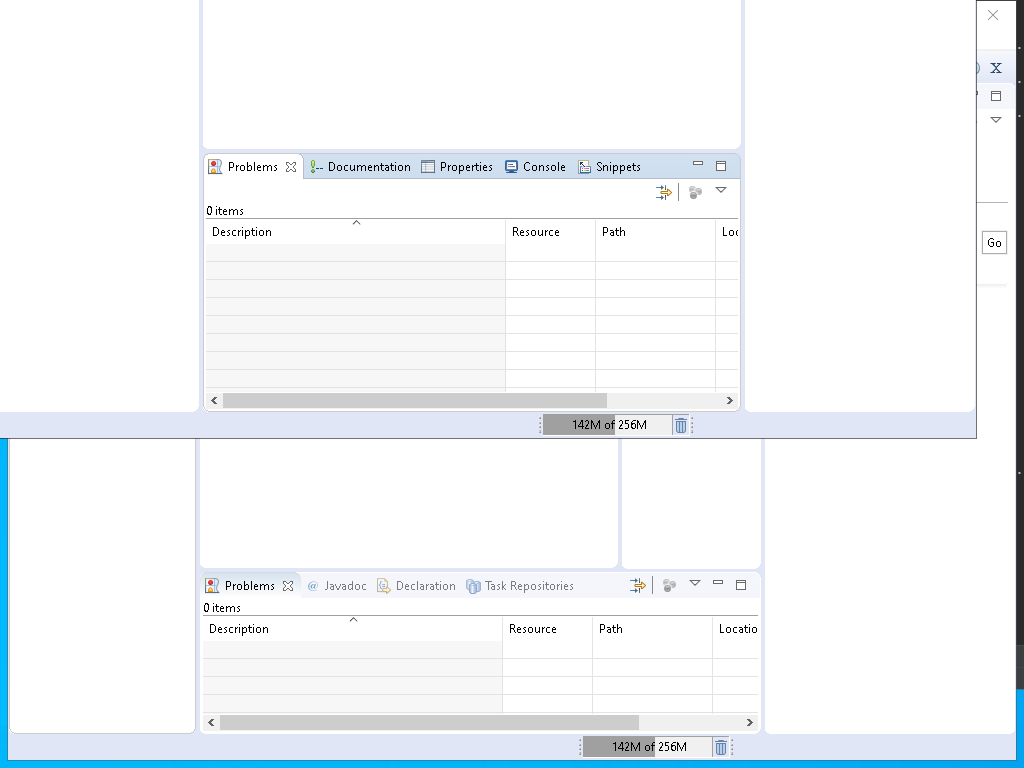 X
Problems Documentation Properties Console Snippets
0 items
Description Resource Path Loc
Go
142M of 256M
Problems Javadoc Declaration Task Repositories
0 items
Description Resource Path Locatio
142M of 256M